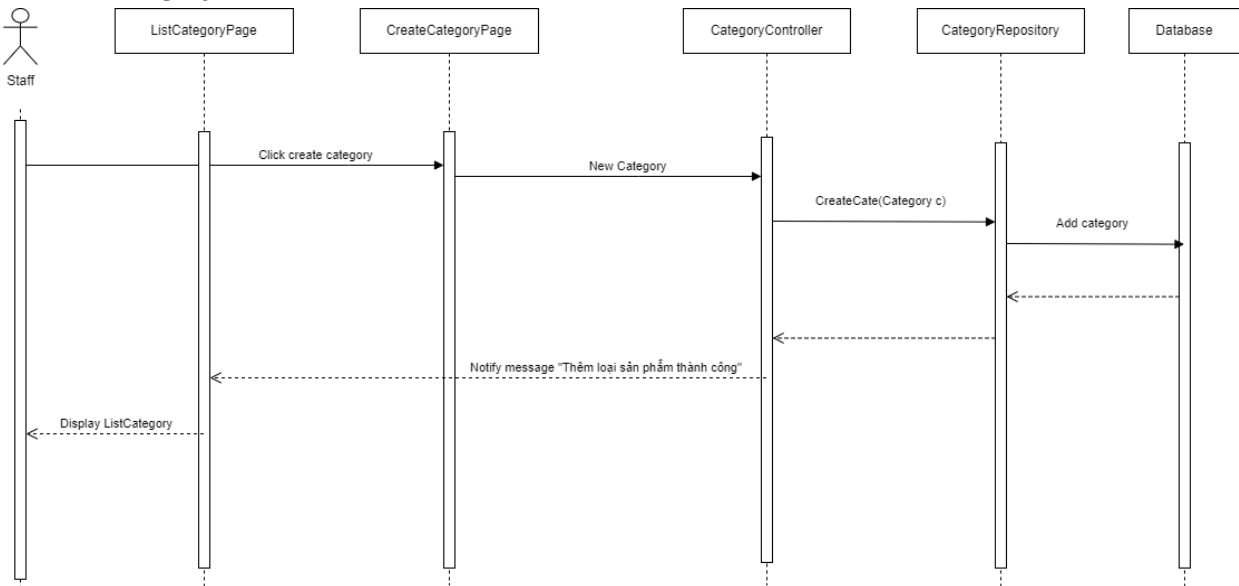 ListCategoryPage
CreateCategoryPage
CategoryController
CategoryRepository
Database
Staff
Click create category
New Category
CreateCate(Category c)
Add category
Notify message "Thêm loại sản phẩm thành công"
Display ListCategory